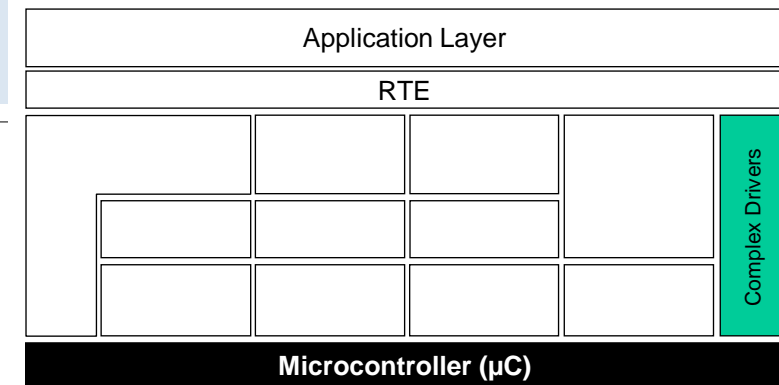 Application Layer
RTE
Complex Drivers
Microcontroller (µC)